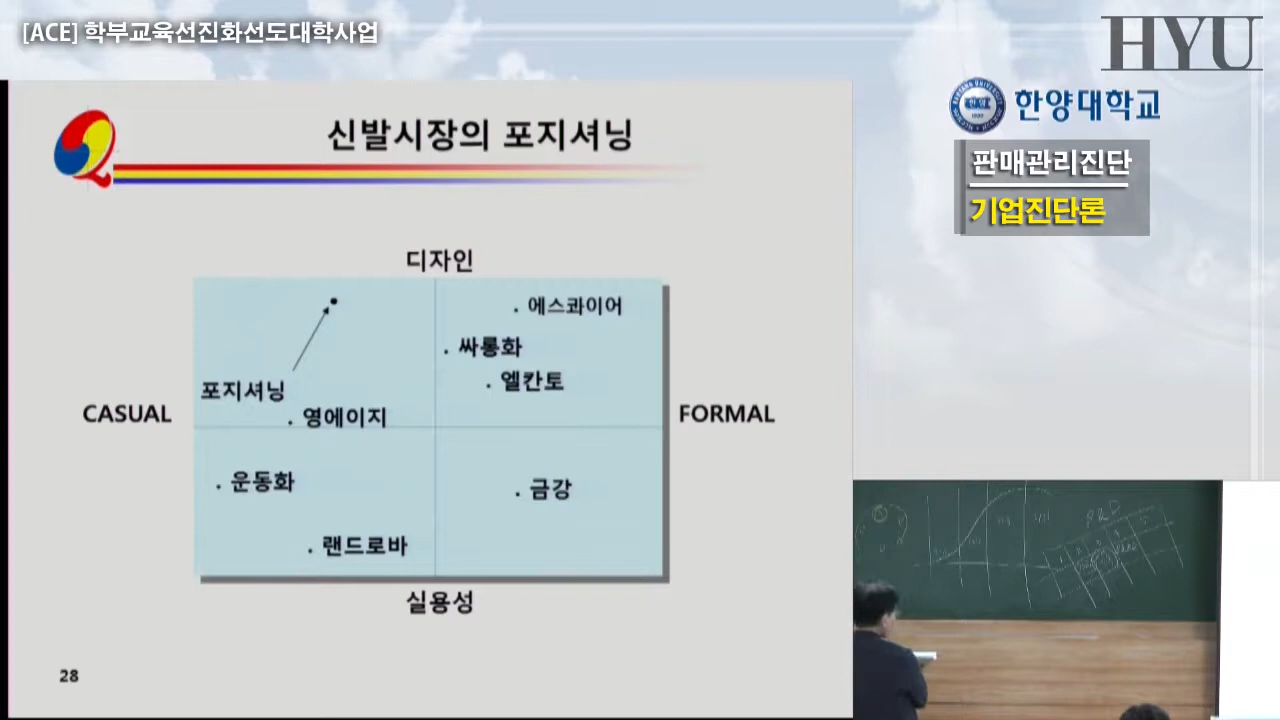 [ACE] 학부교육선진화선도대학사업
HYU
한양대학교
판매관리진단
기업진단론
신발시장의 포지셔닝
디자인
. 에스콰이어
. 싸롱화
. 엘칸토
포지셔닝
. 영에이지
CASUAL
FORMAL
. 운동화
. 금강
. 랜드로바
실용성
28